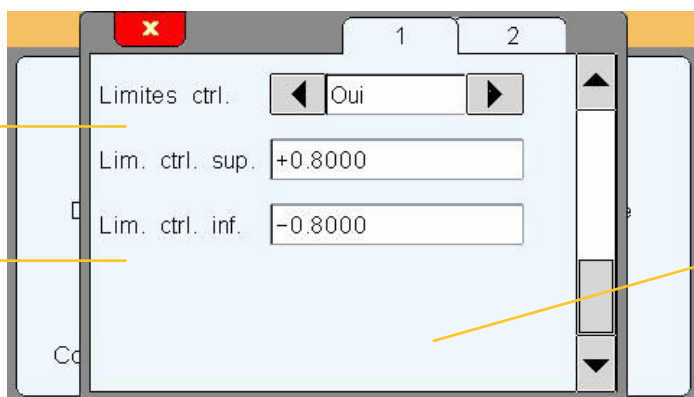 x
1 2
Limites ctrl. Oui
Lim. ctrl. sup. +0.8000
Lim. ctrl. inf. -0.8000